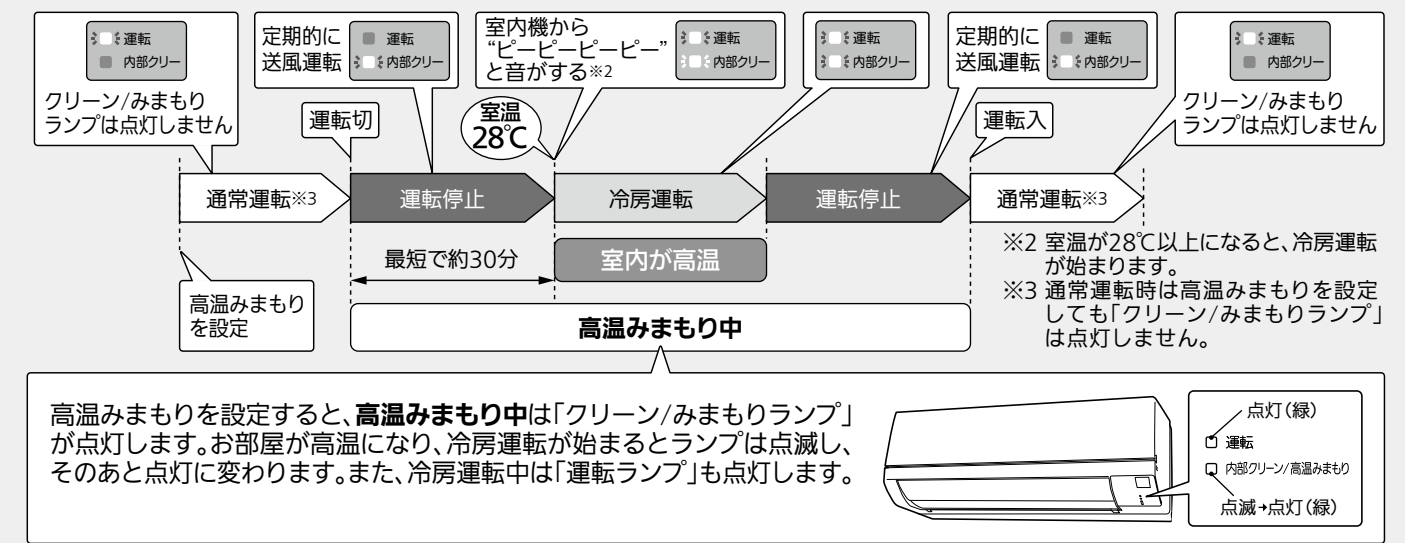 運転
内部クリー
クリーン/みまもり
ランプは点灯しません
定期的に
送風運転
運転
内部クリー
運転切
室内機から
“ピーピーピーピー”
と音がする※2
運転
内部クリー
室温
28℃
運転
内部クリー
定期的に
送風運転
運転
内部クリー
運転入
運転
内部クリー
クリーン/みまもり
ランプは点灯しません
通常運転※3
運転停止
冷房運転
運転停止
通常運転※3
最短で約30分
室内が高温
高温みまもり
を設定
高温みまもり中
※2 室温が28℃以上になると、冷房運転
が始まります。
※3 通常運転時は高温みまもりを設定
しても「クリーン/みまもりランプ」
は点灯しません。
高温みまもりを設定すると、高温みまもり中は「クリーン/みまもりランプ」
が点灯します。お部屋が高温になり、冷房運転が始まるとランプは点滅し、
そのあと点灯に変わります。また、冷房運転中は「運転ランプ」も点灯します。
点灯(緑)
運転
内部クリーン/高温みまもり
点滅→点灯(緑)